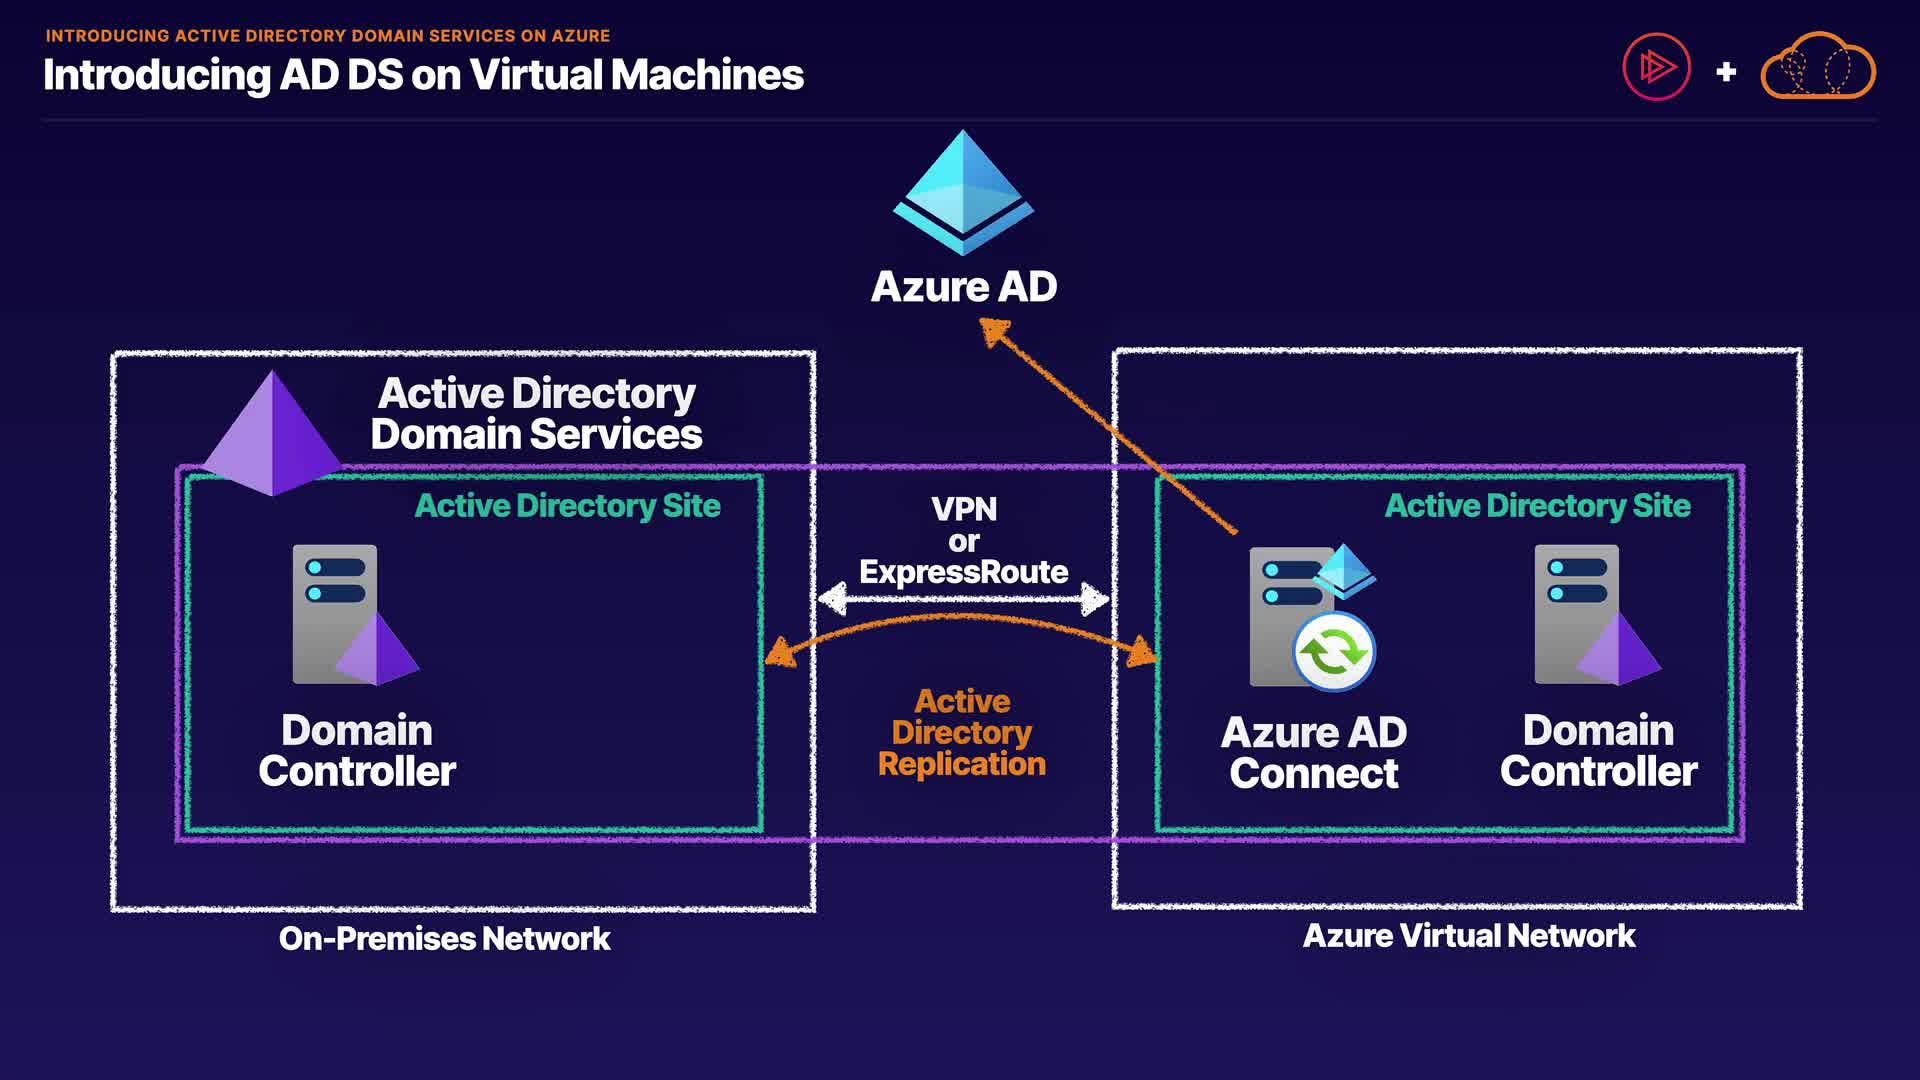 INTRODUCING ACTIVE DIRECTORY DOMAIN SERVICES ON AZURE
Introducing AD DS on Virtual Machines
+
Azure AD
Active Directory
Domain Services
Active Directory Site
Domain
Controller
On-Premises Network
VPN
or
ExpressRoute
Active
Directory
Replication
Active Directory Site
Azure AD
Connect
Domain
Controller
Azure Virtual Network